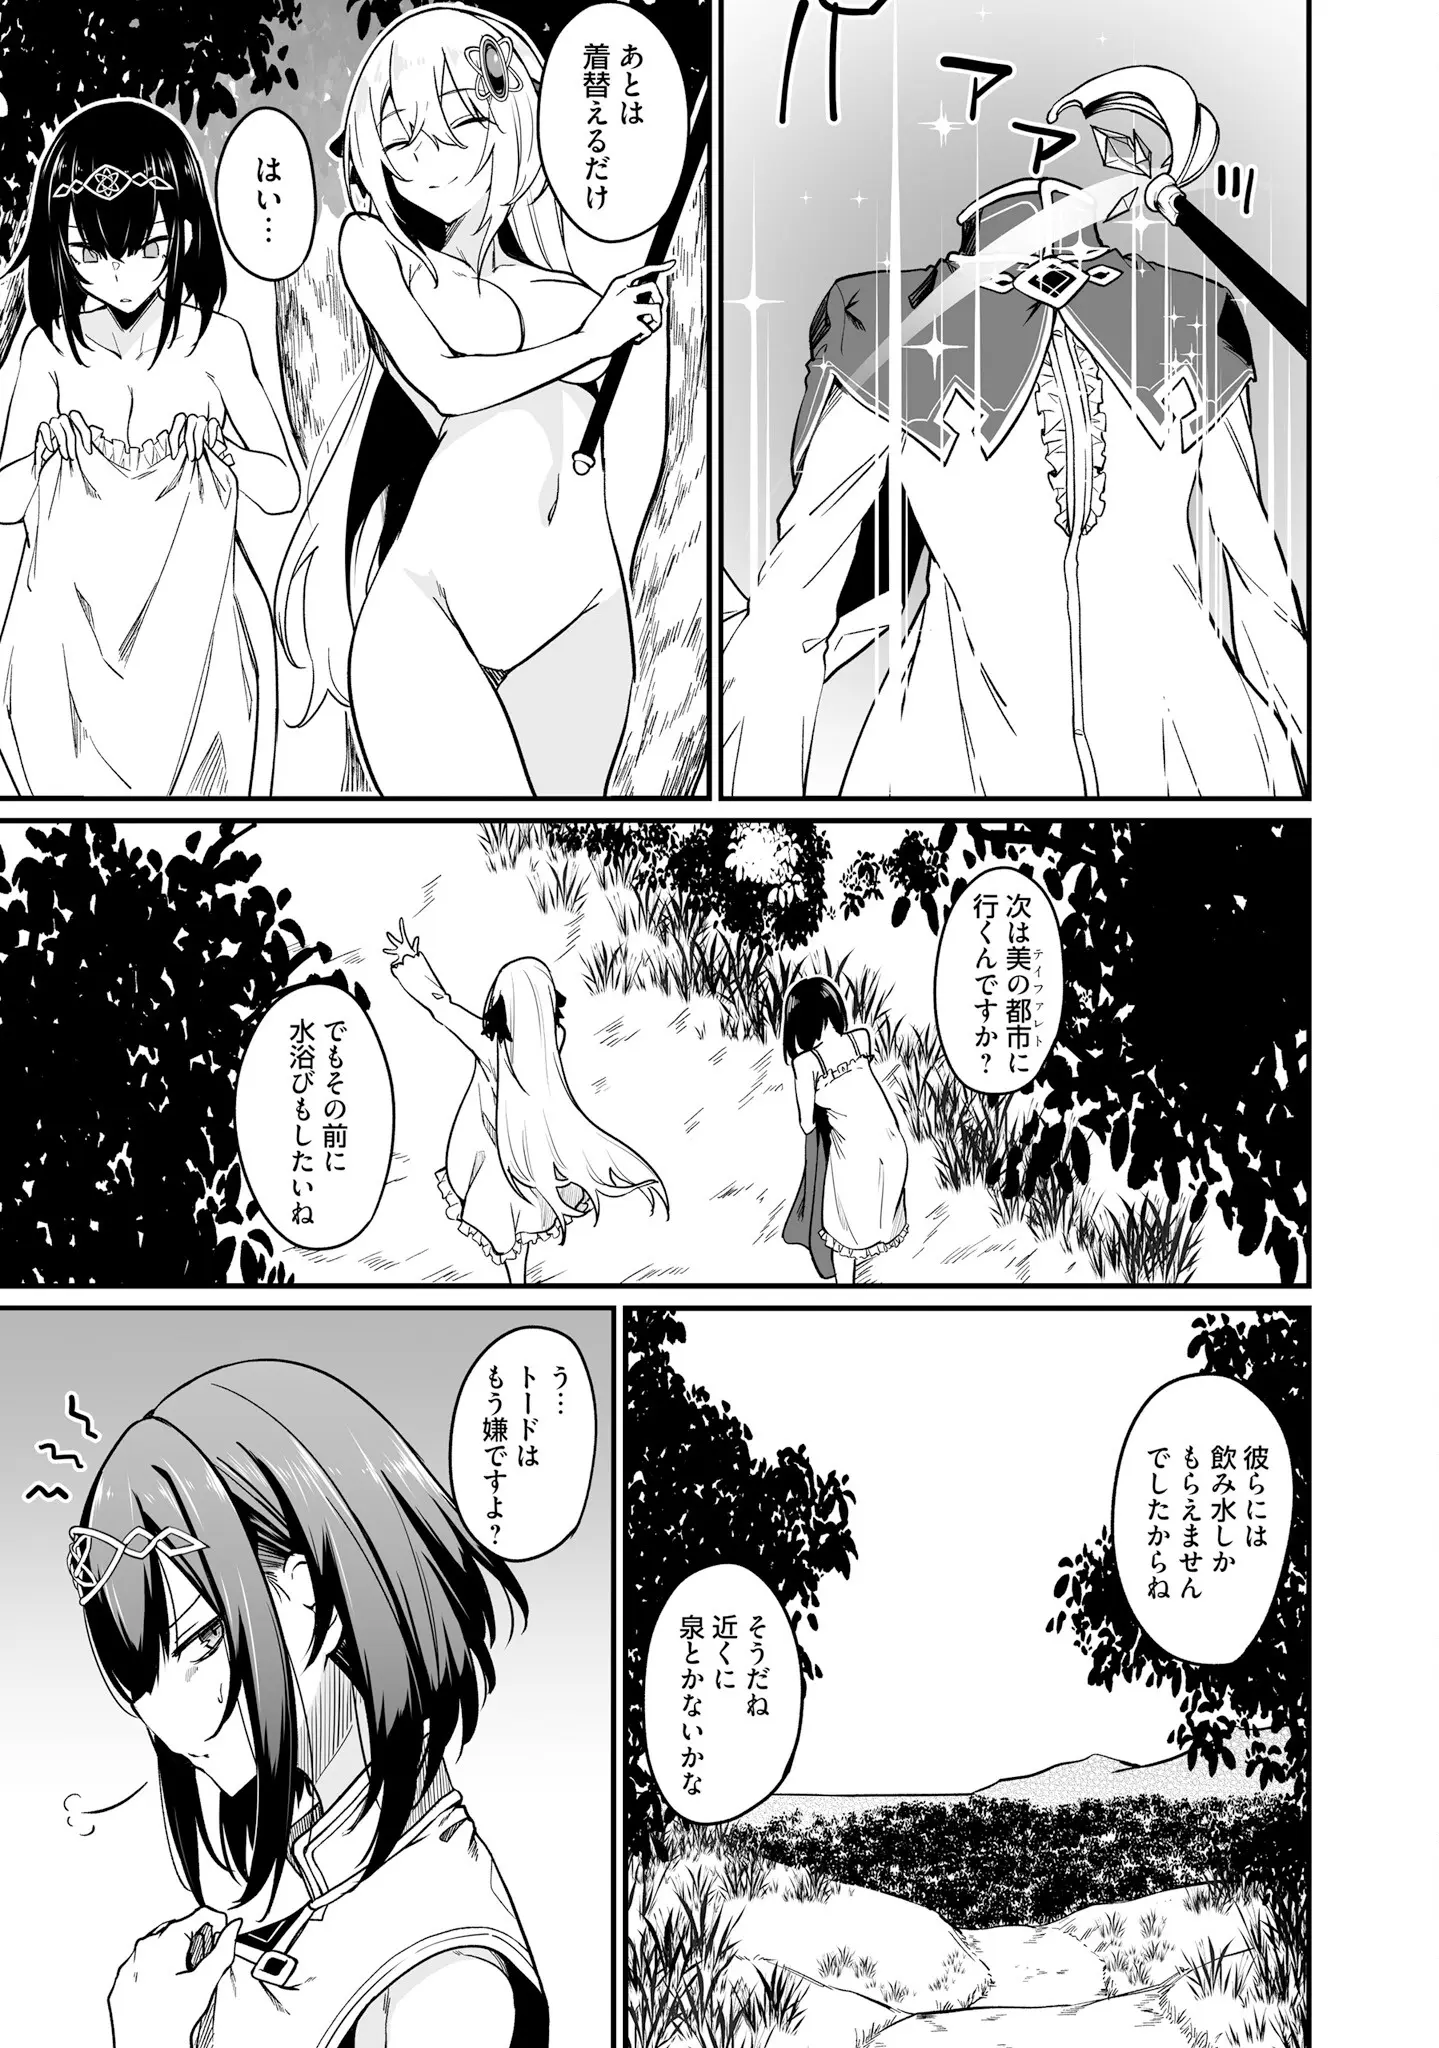 パアア
あとは
着替えるだけ
はい…
次は美の都市に
ティファレト
行くんですか?
でもその前に
水浴びもしたいね
彼らには
飲み水しか
もらえません
でしたからね
そうだね
近くに
泉とかないかな
う…
トードは
もう嫌ですよ?